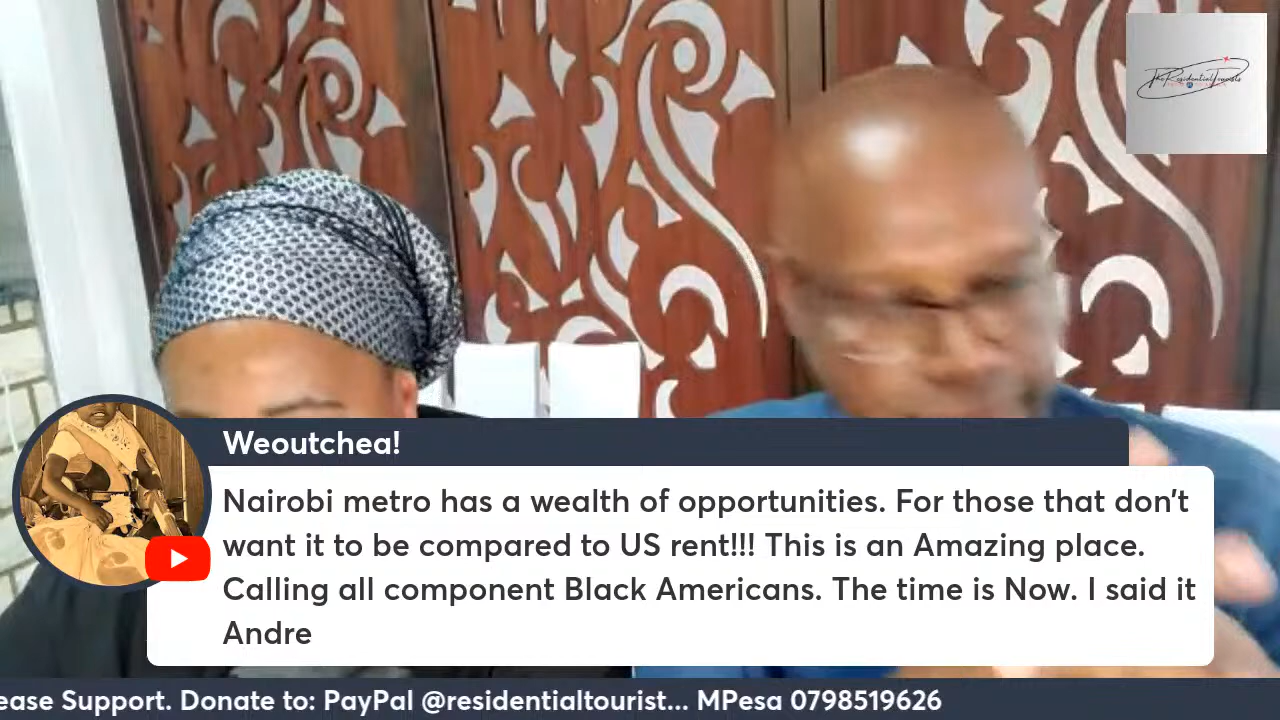 TheResidentialTourists
Weoutchea!
Nairobi metro has a wealth of opportunities. For those that don't
want it to be compared to US rent!!! This is an Amazing place.
Calling all component Black Americans. The time is Now. I said it
Andre
ease Support. Donate to: PayPal @residentialtourist... MPesa 0798519626